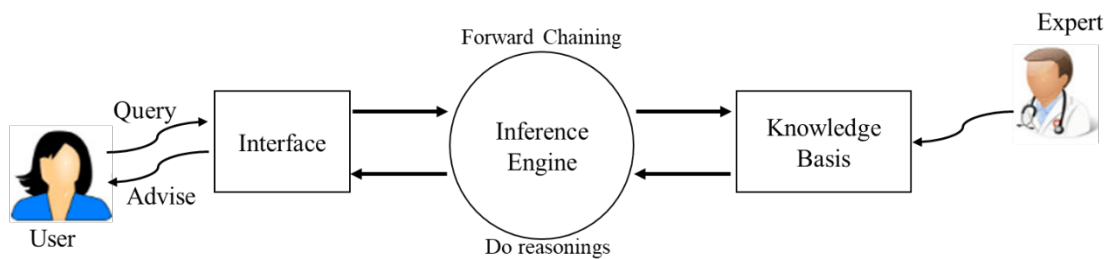 Expert
Forward Chaining
Query
Interface
Inference
Engine
Knowledge
Basis
Advise
User
Do reasonings